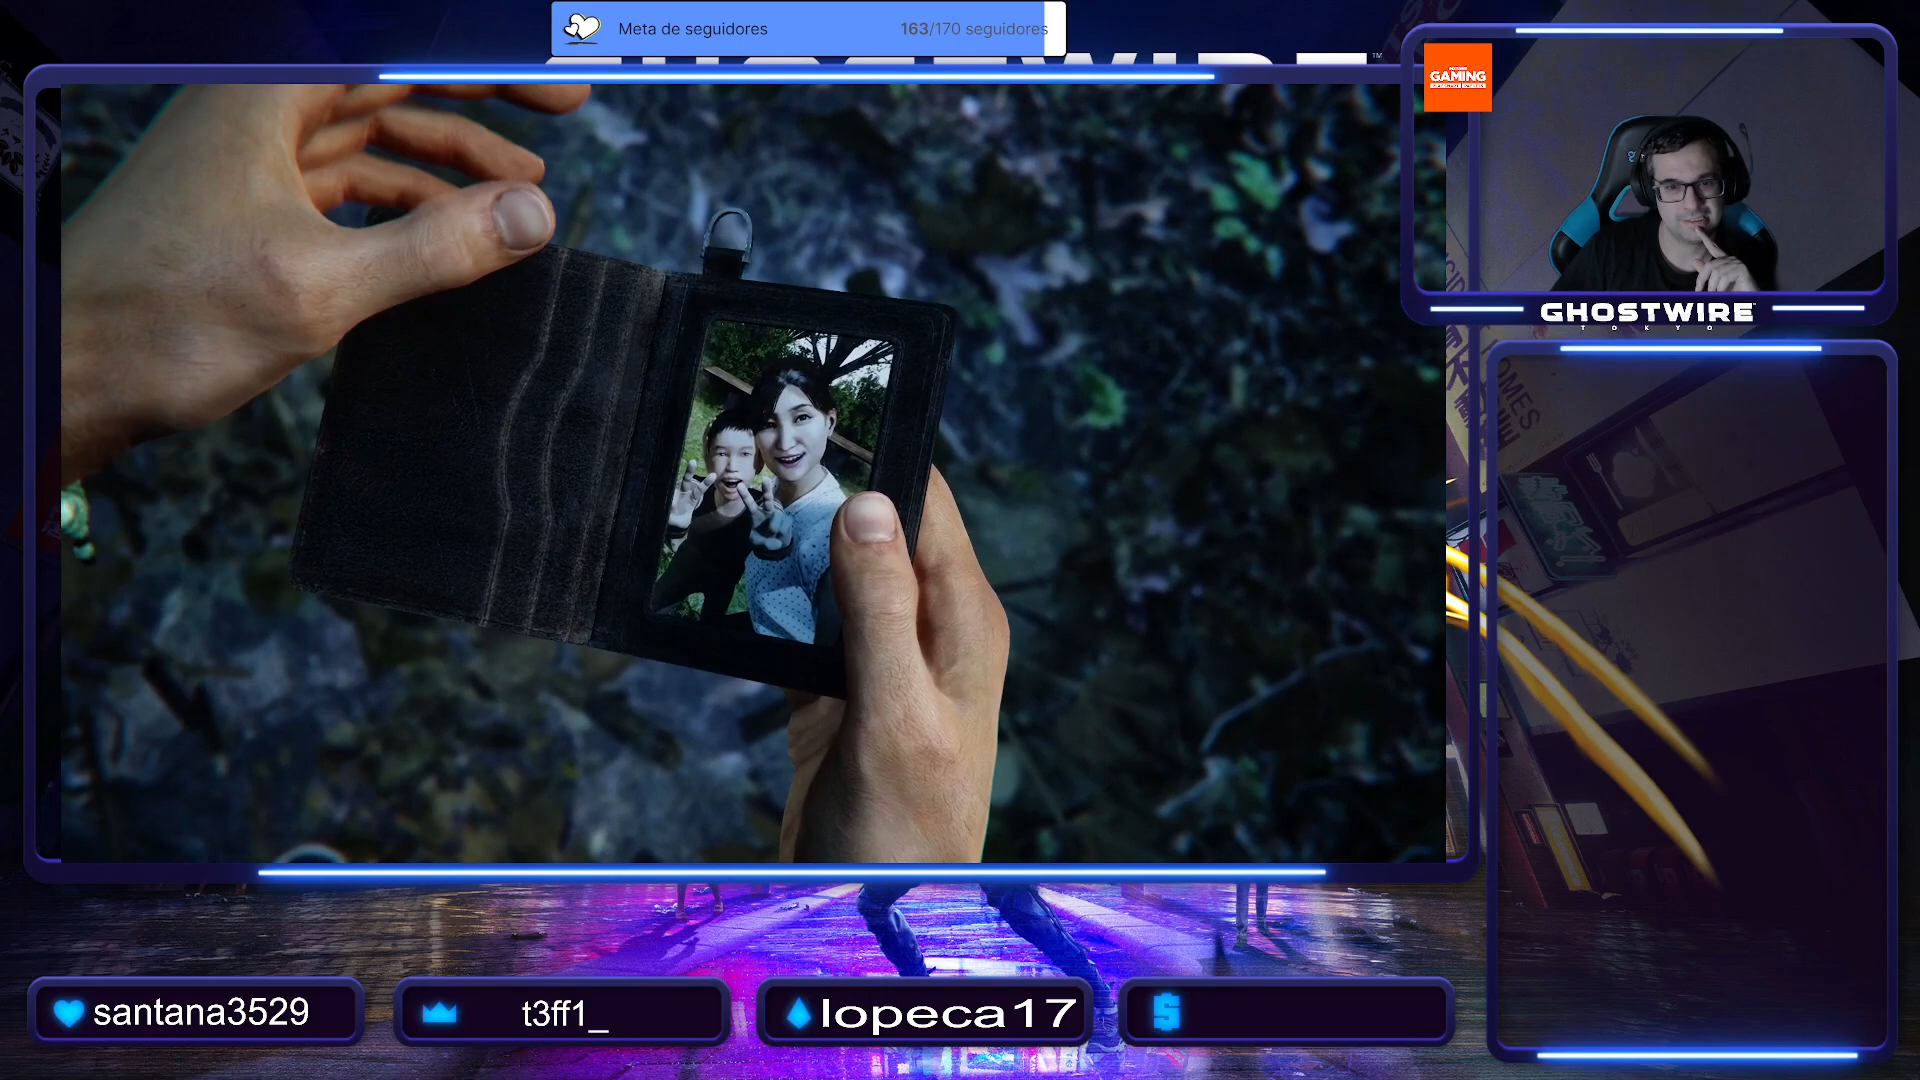 Meta de seguidores
163/170 seguidores
GAMING
GHOSTWIRE
TOKYO
santana3529
t3ff1_
lopeca17